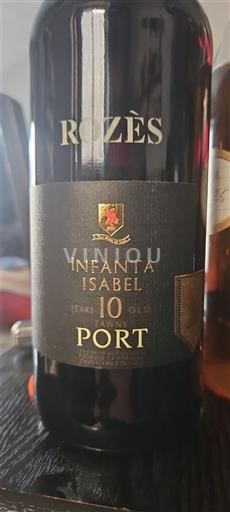 ROZÈS
VINIOU
INFANTA
ISABEL
YEARS 10 OLD
TAWNY
PORT